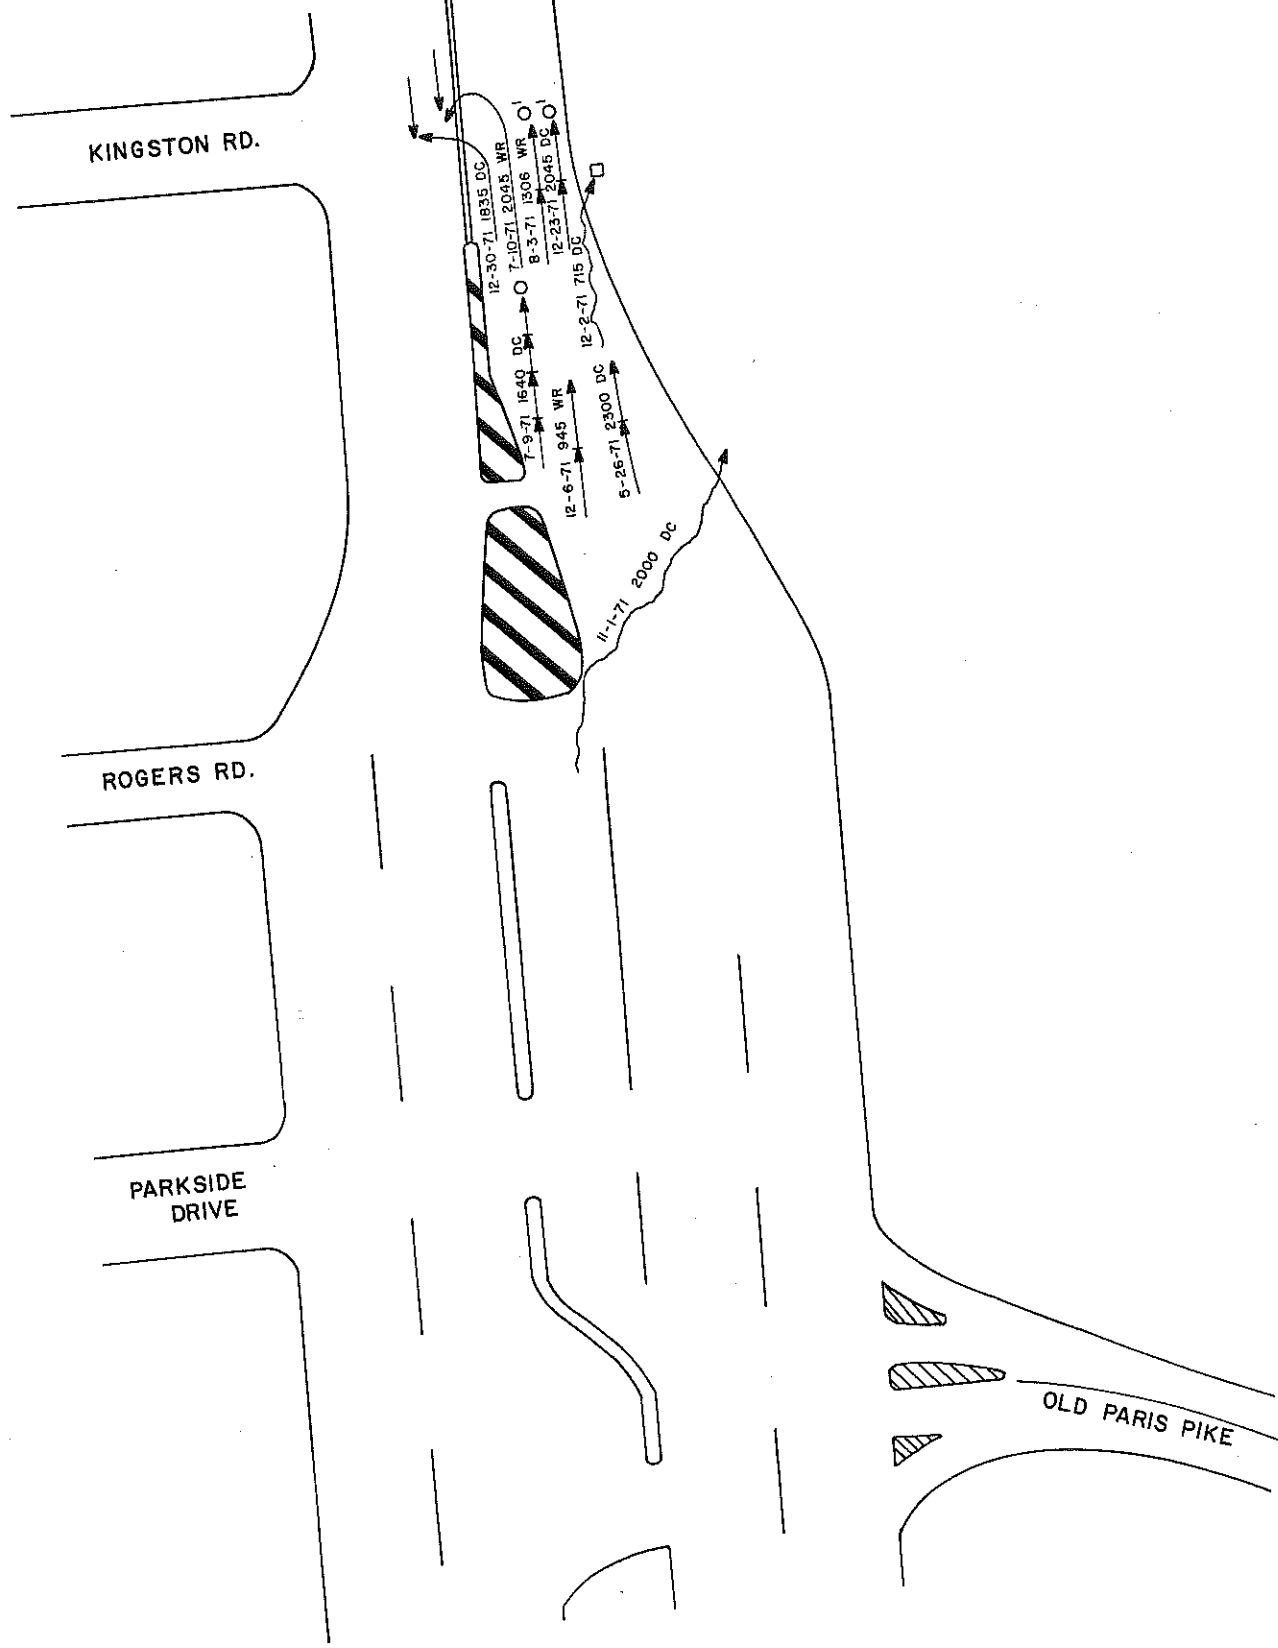 KINGSTON RD.
12-30-71 1835 DC
7-10-71 2045 WR
8-3-71 1306 WR
1
12-23-71 2045 DC
1
12-2-71 715 DC
7-9-71 1640 DC
12-6-71 945 WR
5-26-71 2300 DC
11-1-71 2000 DC
ROGERS RD.
PARKSIDE
DRIVE
OLD PARIS PIKE